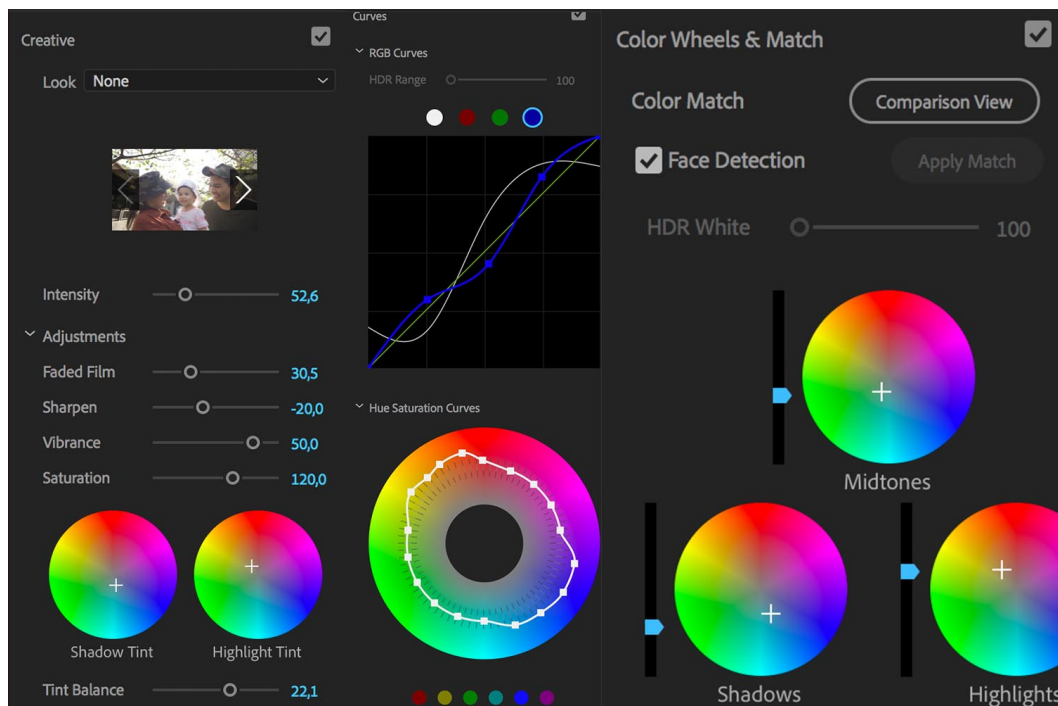 Creative
Look None
Intensity 52,6
Adjustments
Faded Film 30,5
Sharpen -20,0
Vibrance 50,0
Saturation 120,0
Shadow Tint Highlight Tint
Tint Balance 22,1
Curves
RGB Curves
HDR Range 100
Hue Saturation Curves
Color Wheels & Match
Color Match Comparison View
Face Detection Apply Match
HDR White 100
Midtones
Shadows Highlights